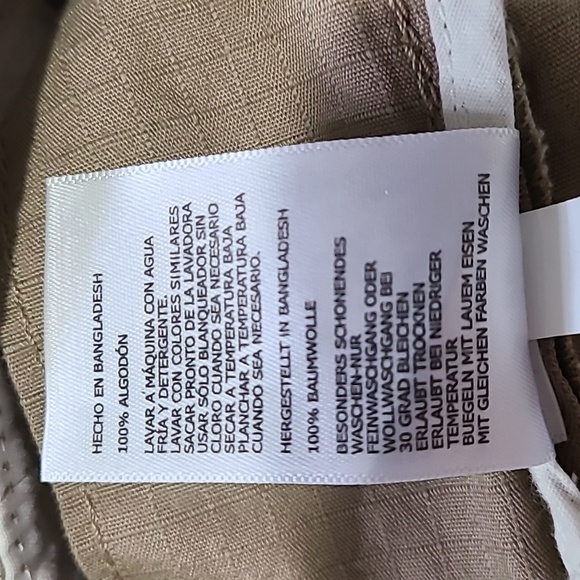 HECHO EN BANGLADESH
100% ALGODÓN
LAVAR A MÁQUINA CON AGUA
FRÍA Y DETERGENTE.
LAVAR CON COLORES SIMILARES
SACAR PRONTO DE LA LAVADORA
USAR SÓLO BLANQUEADOR SIN
CLORO CUANDO SEA NECESARIO
SECAR A TEMPERATURA BAJA
PLANCHAR A TEMPERATURA BAJA
CUANDO SEA NECESARIO.
HERGESTELLT IN BANGLADESH
100% BAUMWOLLE
BESONDERS SCHONENDES
WASCHEN-NUR
FEINWASCHGANG ODER
WOLLWASCHGANG BEI
30 GRAD BLEICHEN
ERLAUBT TROCKNEN
ERLAUBT BEI NIEDRIGER
TEMPERATUR
BUEGELN MIT LAUEM EISEN
MIT GLEICHEN FARBEN WASCHEN